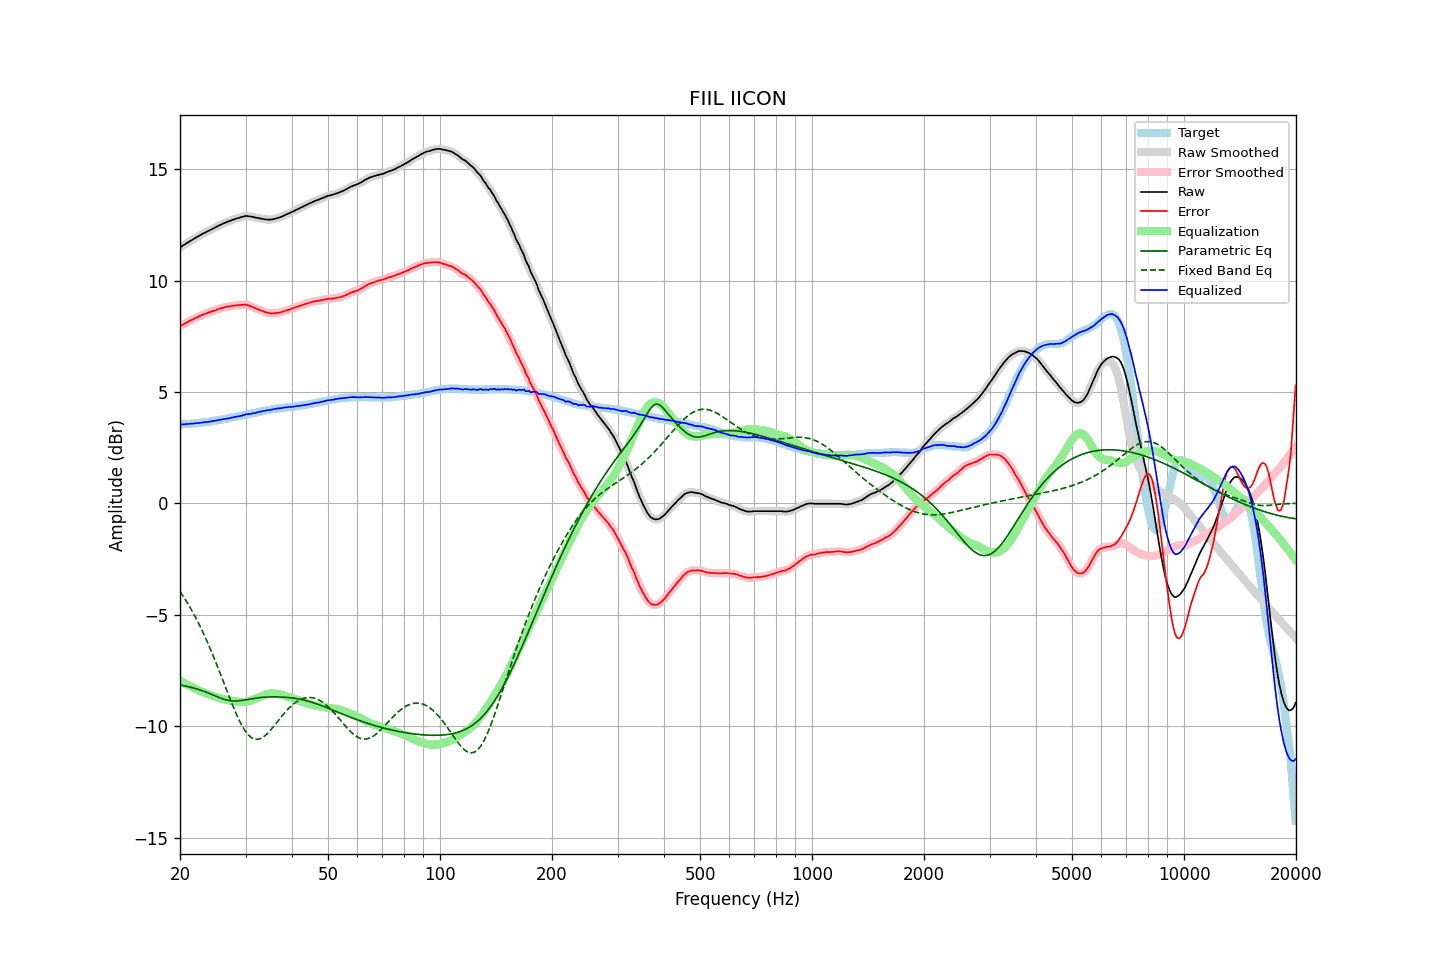 FIIL IICON
Target
Raw Smoothed
Error Smoothed
Raw
Error
Equalization
Parametric Eq
Fixed Band Eq
Equalized
15
10
5
0
−5
−10
−15
Amplitude (dBr)
20 50 100 200 500 1000 2000 5000 10000 20000
Frequency (Hz)